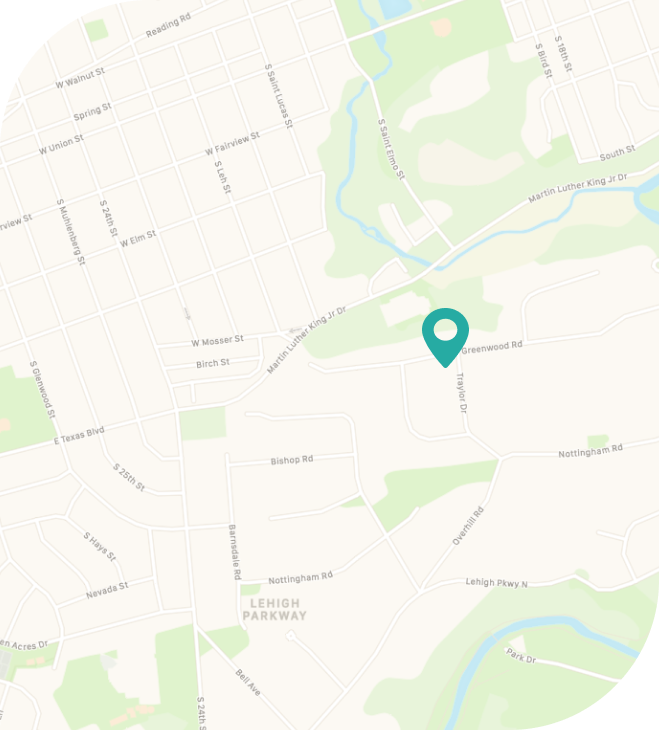 Reading Rd
S 18th St
S Bird St
W Walnut St
S Saint Lucas St
Spring St
W Union St
W Fairview St
S Saint Elmo St
South St
S Leh St
Martin Luther King Jr Dr
S Muhlenberg St
S 24th St
rview St
W Elm St
Martin Luther King Jr Dr
W Mosser St
Greenwood Rd
Birch St
S Glenwood St
Traylor Dr
E Texas Blvd
Nottingham Rd
Bishop Rd
S 25th St
Overhill Rd
S Hays St
Barnsdale Rd
Nottingham Rd
Lehigh Pkwy N
Nevada St
LEHIGH
PARKWAY
en Acres Dr
Park Dr
Bell Ave
S 24th S